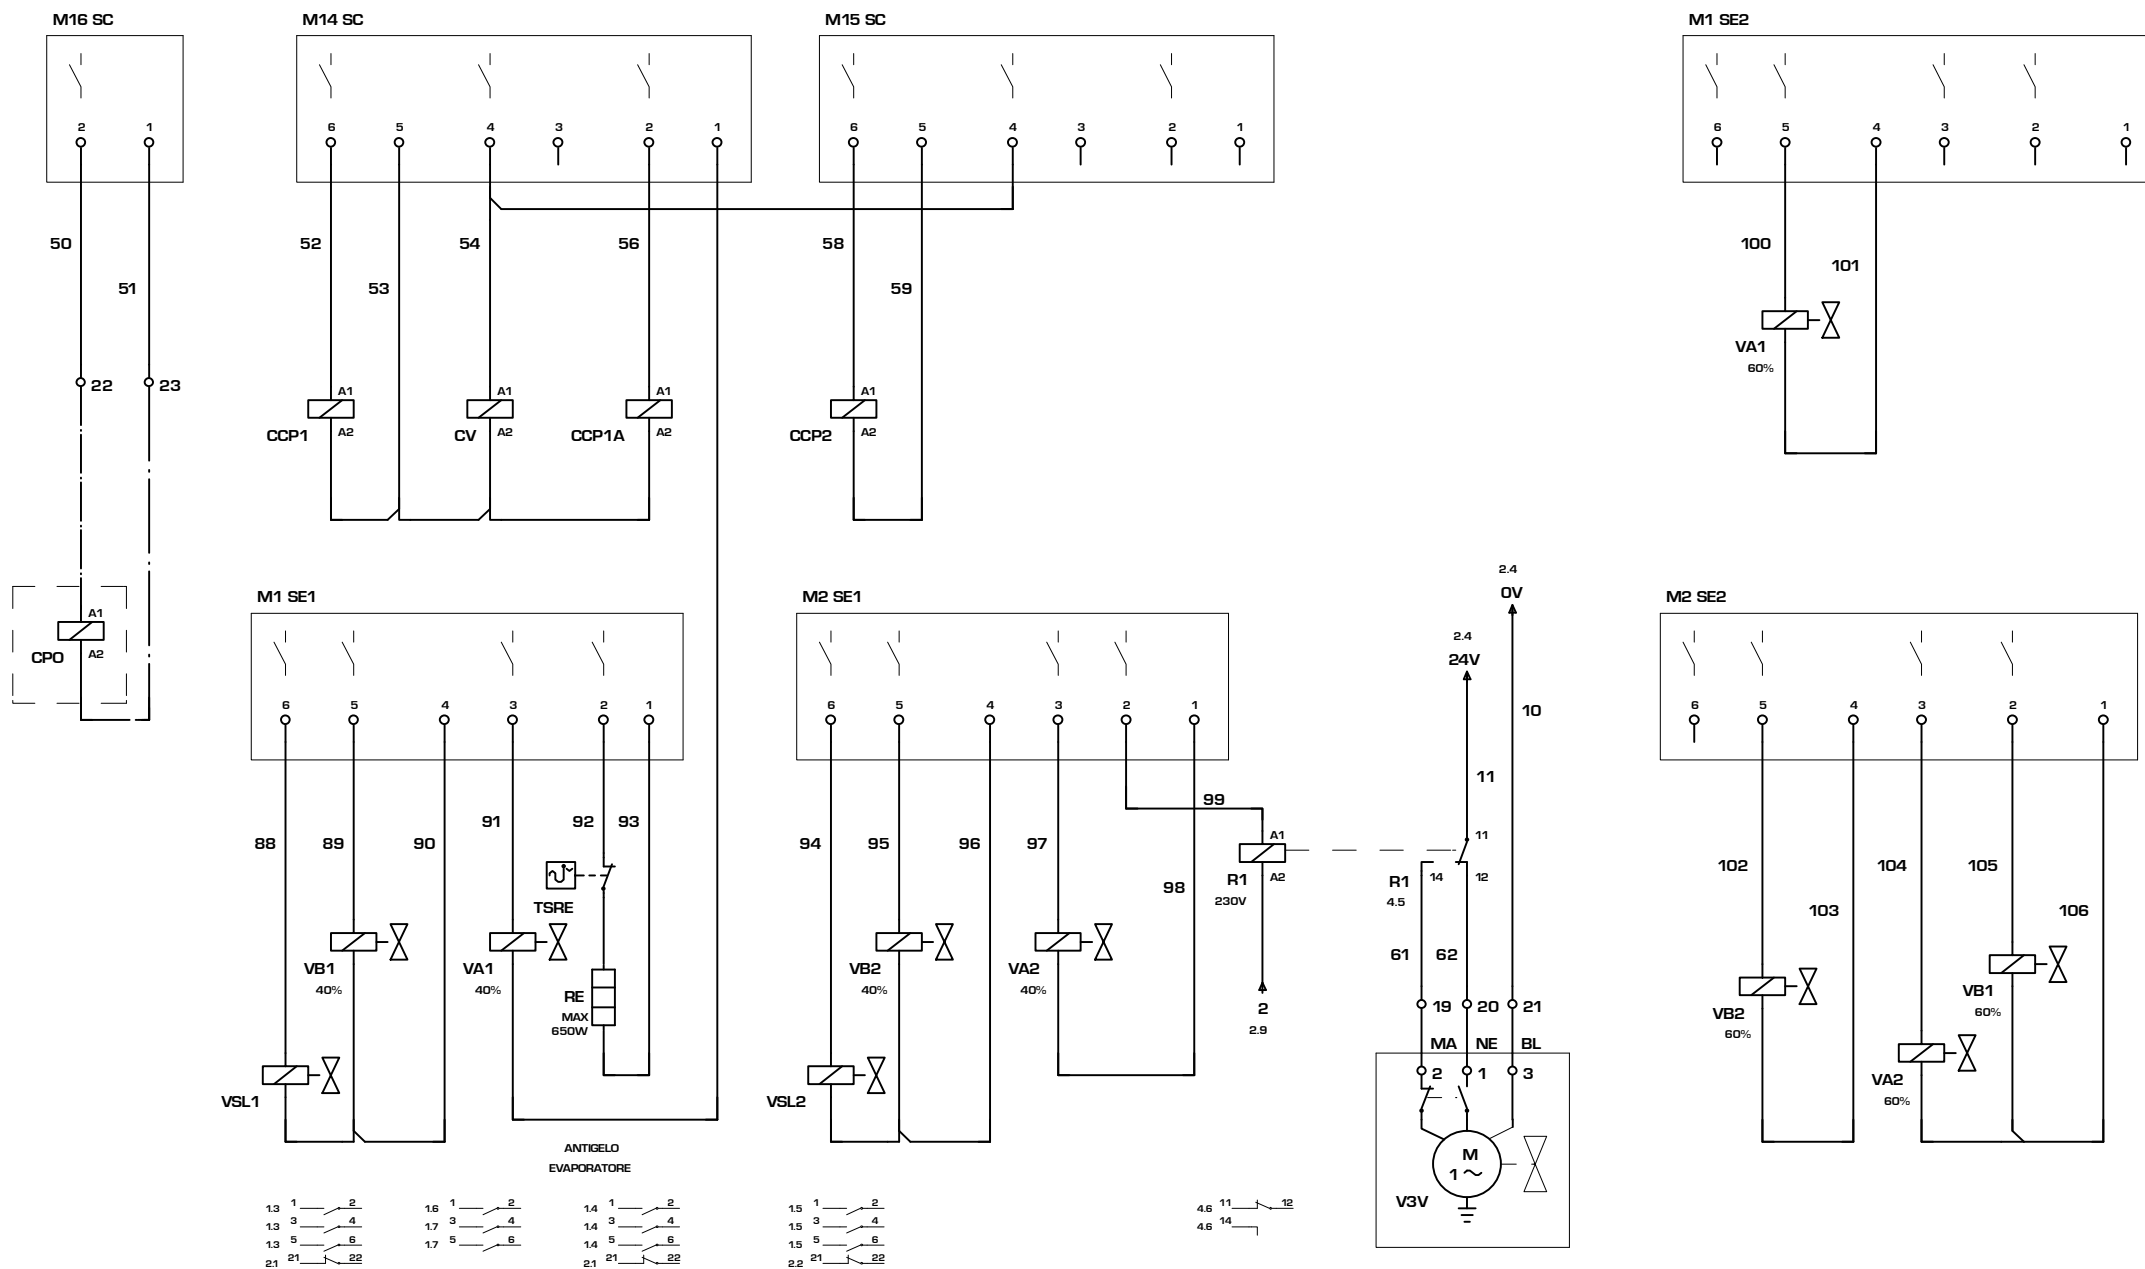 M16 SC M14 SC M15 SC M1 SE2
2 1 6 5 4 3 2 1 6 5 4 3 2 1 6 5 4 3 2 1
50 52 54 56 58 100
101
51 53 59
VA1
60%
22 23
A1 A1 A1 A1
CCP1 A2 CV A2 CCP1A A2 CCP2 A2
2.4
0V
M1 SE1 M2 SE1 M2 SE2
A1
CPO A2
2.4
24V
6 5 4 3 2 1 6 5 4 3 2 1 6 5 4 3 2 1
10
11
99
91 92 93
88 89 90 94 95 96 97
A1 11
102 104 105
R1 A2 R1 14 12
230V 4.5
98
TSRE
103 106
61 62
VB1 VA1 VB2 VA2
40% 40% 40% 40%
RE
MAX
650W
VB1
60%
2 19 20 21
2.9
VB2
60%
MA NE BL
2 1 3
VA2
60%
VSL1 VSL2
ANTIGELO
EVAPORATORE
M
1
V3V
1.3 1 2 1.6 1 2 1.4 1 2 1.5 1 2 4.6 11 12
1.3 3 4 1.7 3 4 1.4 3 4 1.5 3 4 4.6 14
1.3 5 6 1.7 5 6 1.4 5 6 1.5 5 6
2.1 21 22 2.1 21 22 2.2 21 22